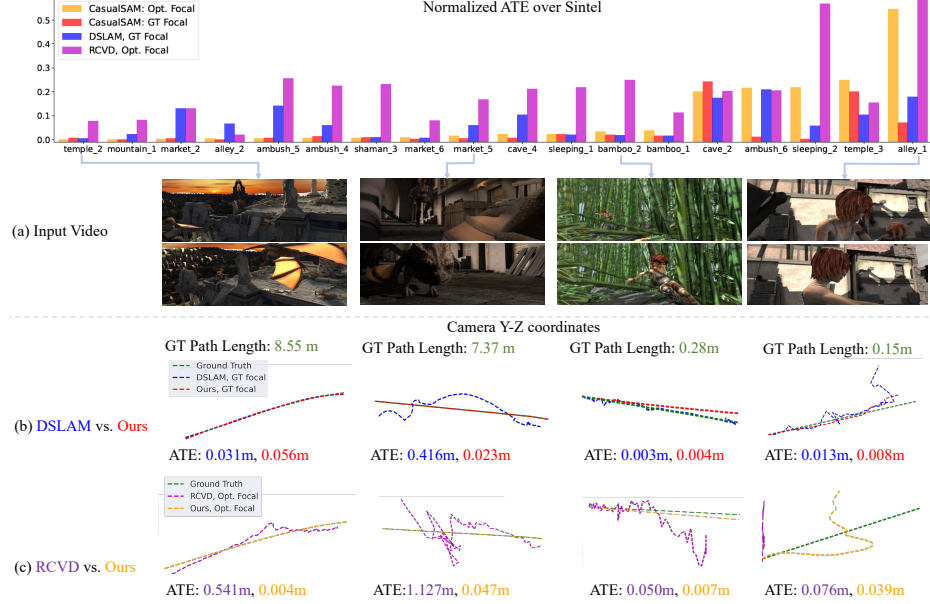 Normalized ATE over Sintel
CasualSAM: Opt. Focal
CasualSAM: GT Focal
DSLAM, GT Focal
RCVD, Opt. Focal
0.5
0.4
0.3
0.2
0.1
0.0
temple_2 mountain_1 market_2 alley_2 ambush_5 ambush_4 shaman_3 market_6 market_5 cave_4 sleeping_1 bamboo_2 bamboo_1 cave_2 ambush_6 sleeping_2 temple_3 alley_1
(a) Input Video
Camera Y-Z coordinates
GT Path Length: 8.55 m GT Path Length: 7.37 m GT Path Length: 0.28m GT Path Length: 0.15m
Ground Truth
DSLAM, GT focal
Ours, GT focal
(b) DSLAM vs. Ours
ATE: 0.031m, 0.056m ATE: 0.416m, 0.023m ATE: 0.003m, 0.004m ATE: 0.013m, 0.008m
Ground Truth
RCVD, Opt. Focal
Ours, Opt. Focal
(c) RCVD vs. Ours
ATE: 0.541m, 0.004m ATE:1.127m, 0.047m ATE: 0.050m, 0.007m ATE: 0.076m, 0.039m